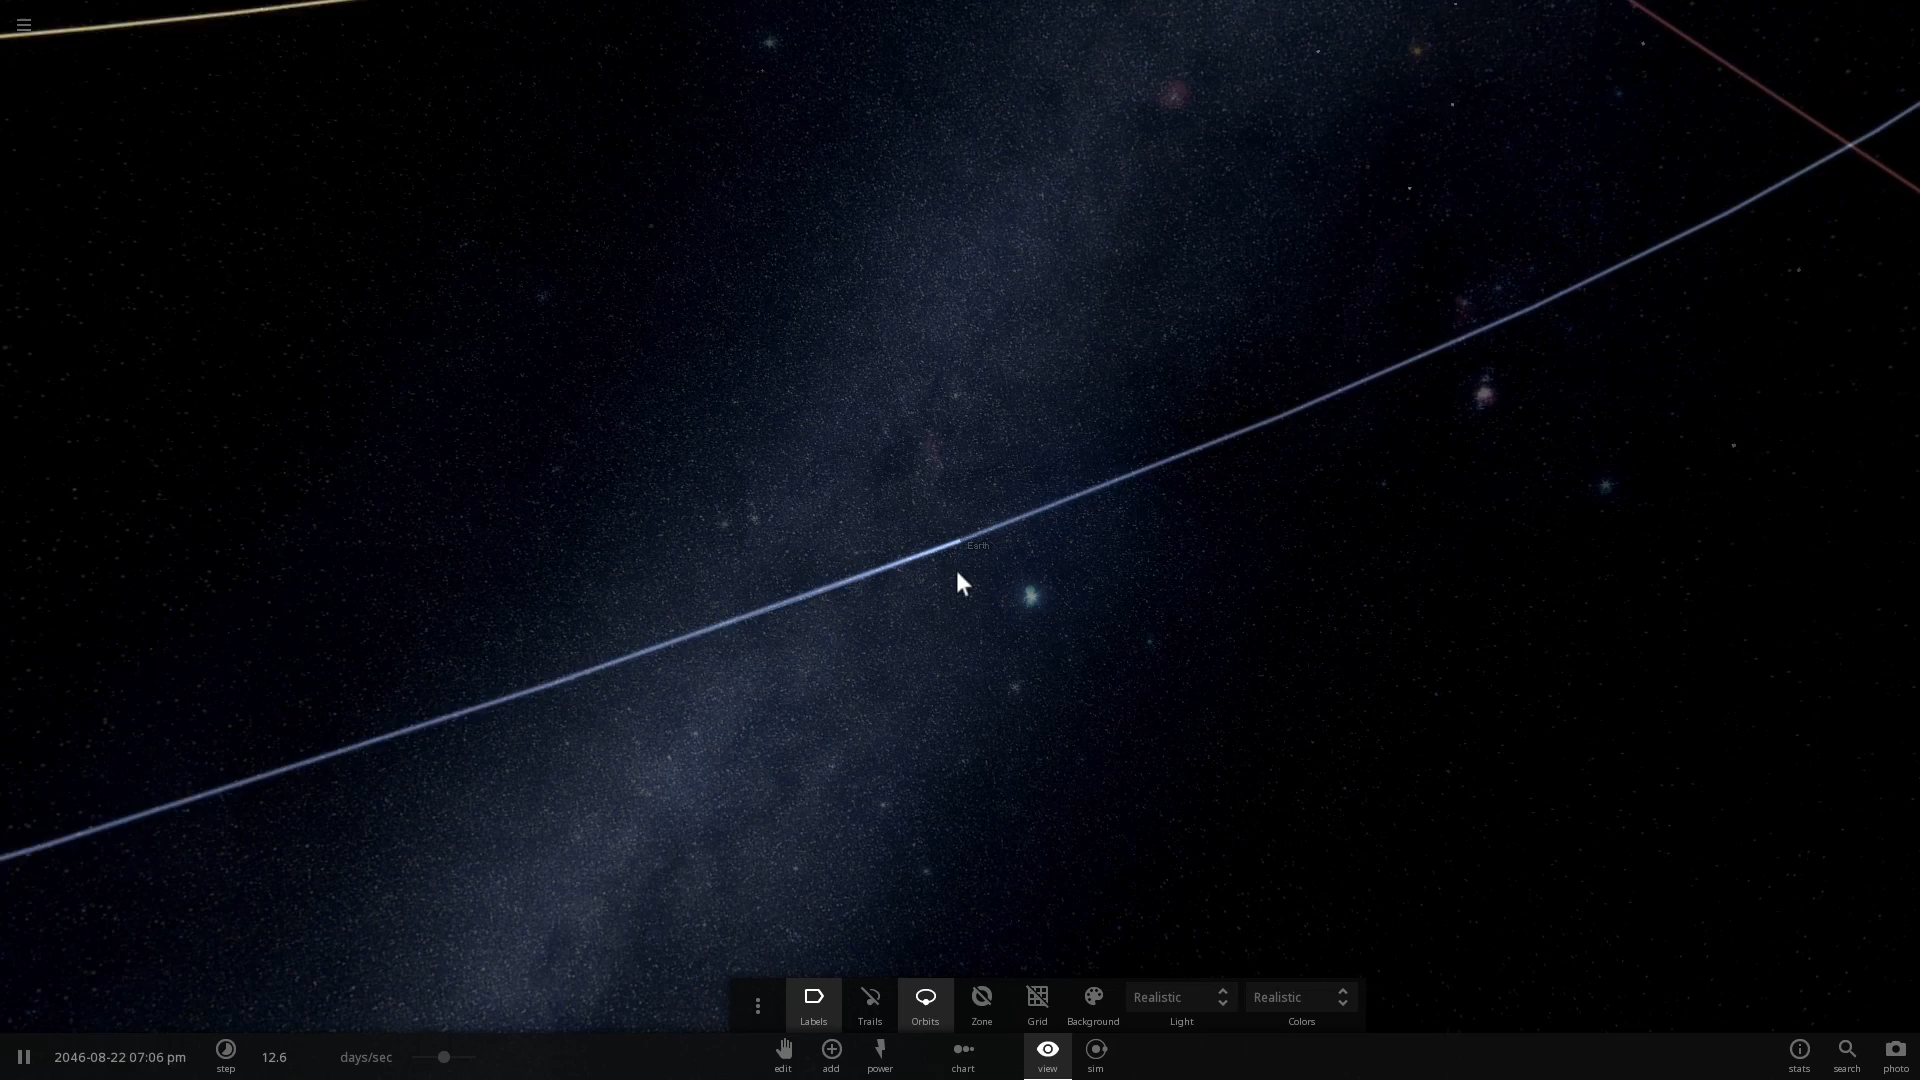 Earth
Realistic
Realistic
Labels
Trails
Orbits
Zone
Grid
Background
Light
Colors
2046-08-22 07:06 pm
12.6
days/sec
step
edit
add
power
chart
view
sim
stats
search
photo